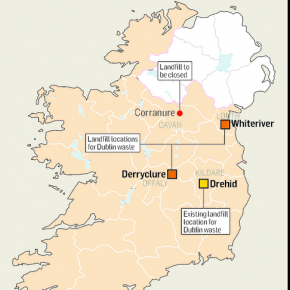 Landfill to
be closed
Corranure
CAVAN
LOUTH
Whiteriver
Landfill locations
for Dublin waste
Derryclure
OFFALY
KILDARE
Drehid
Existing landfill
location for
Dublin waste